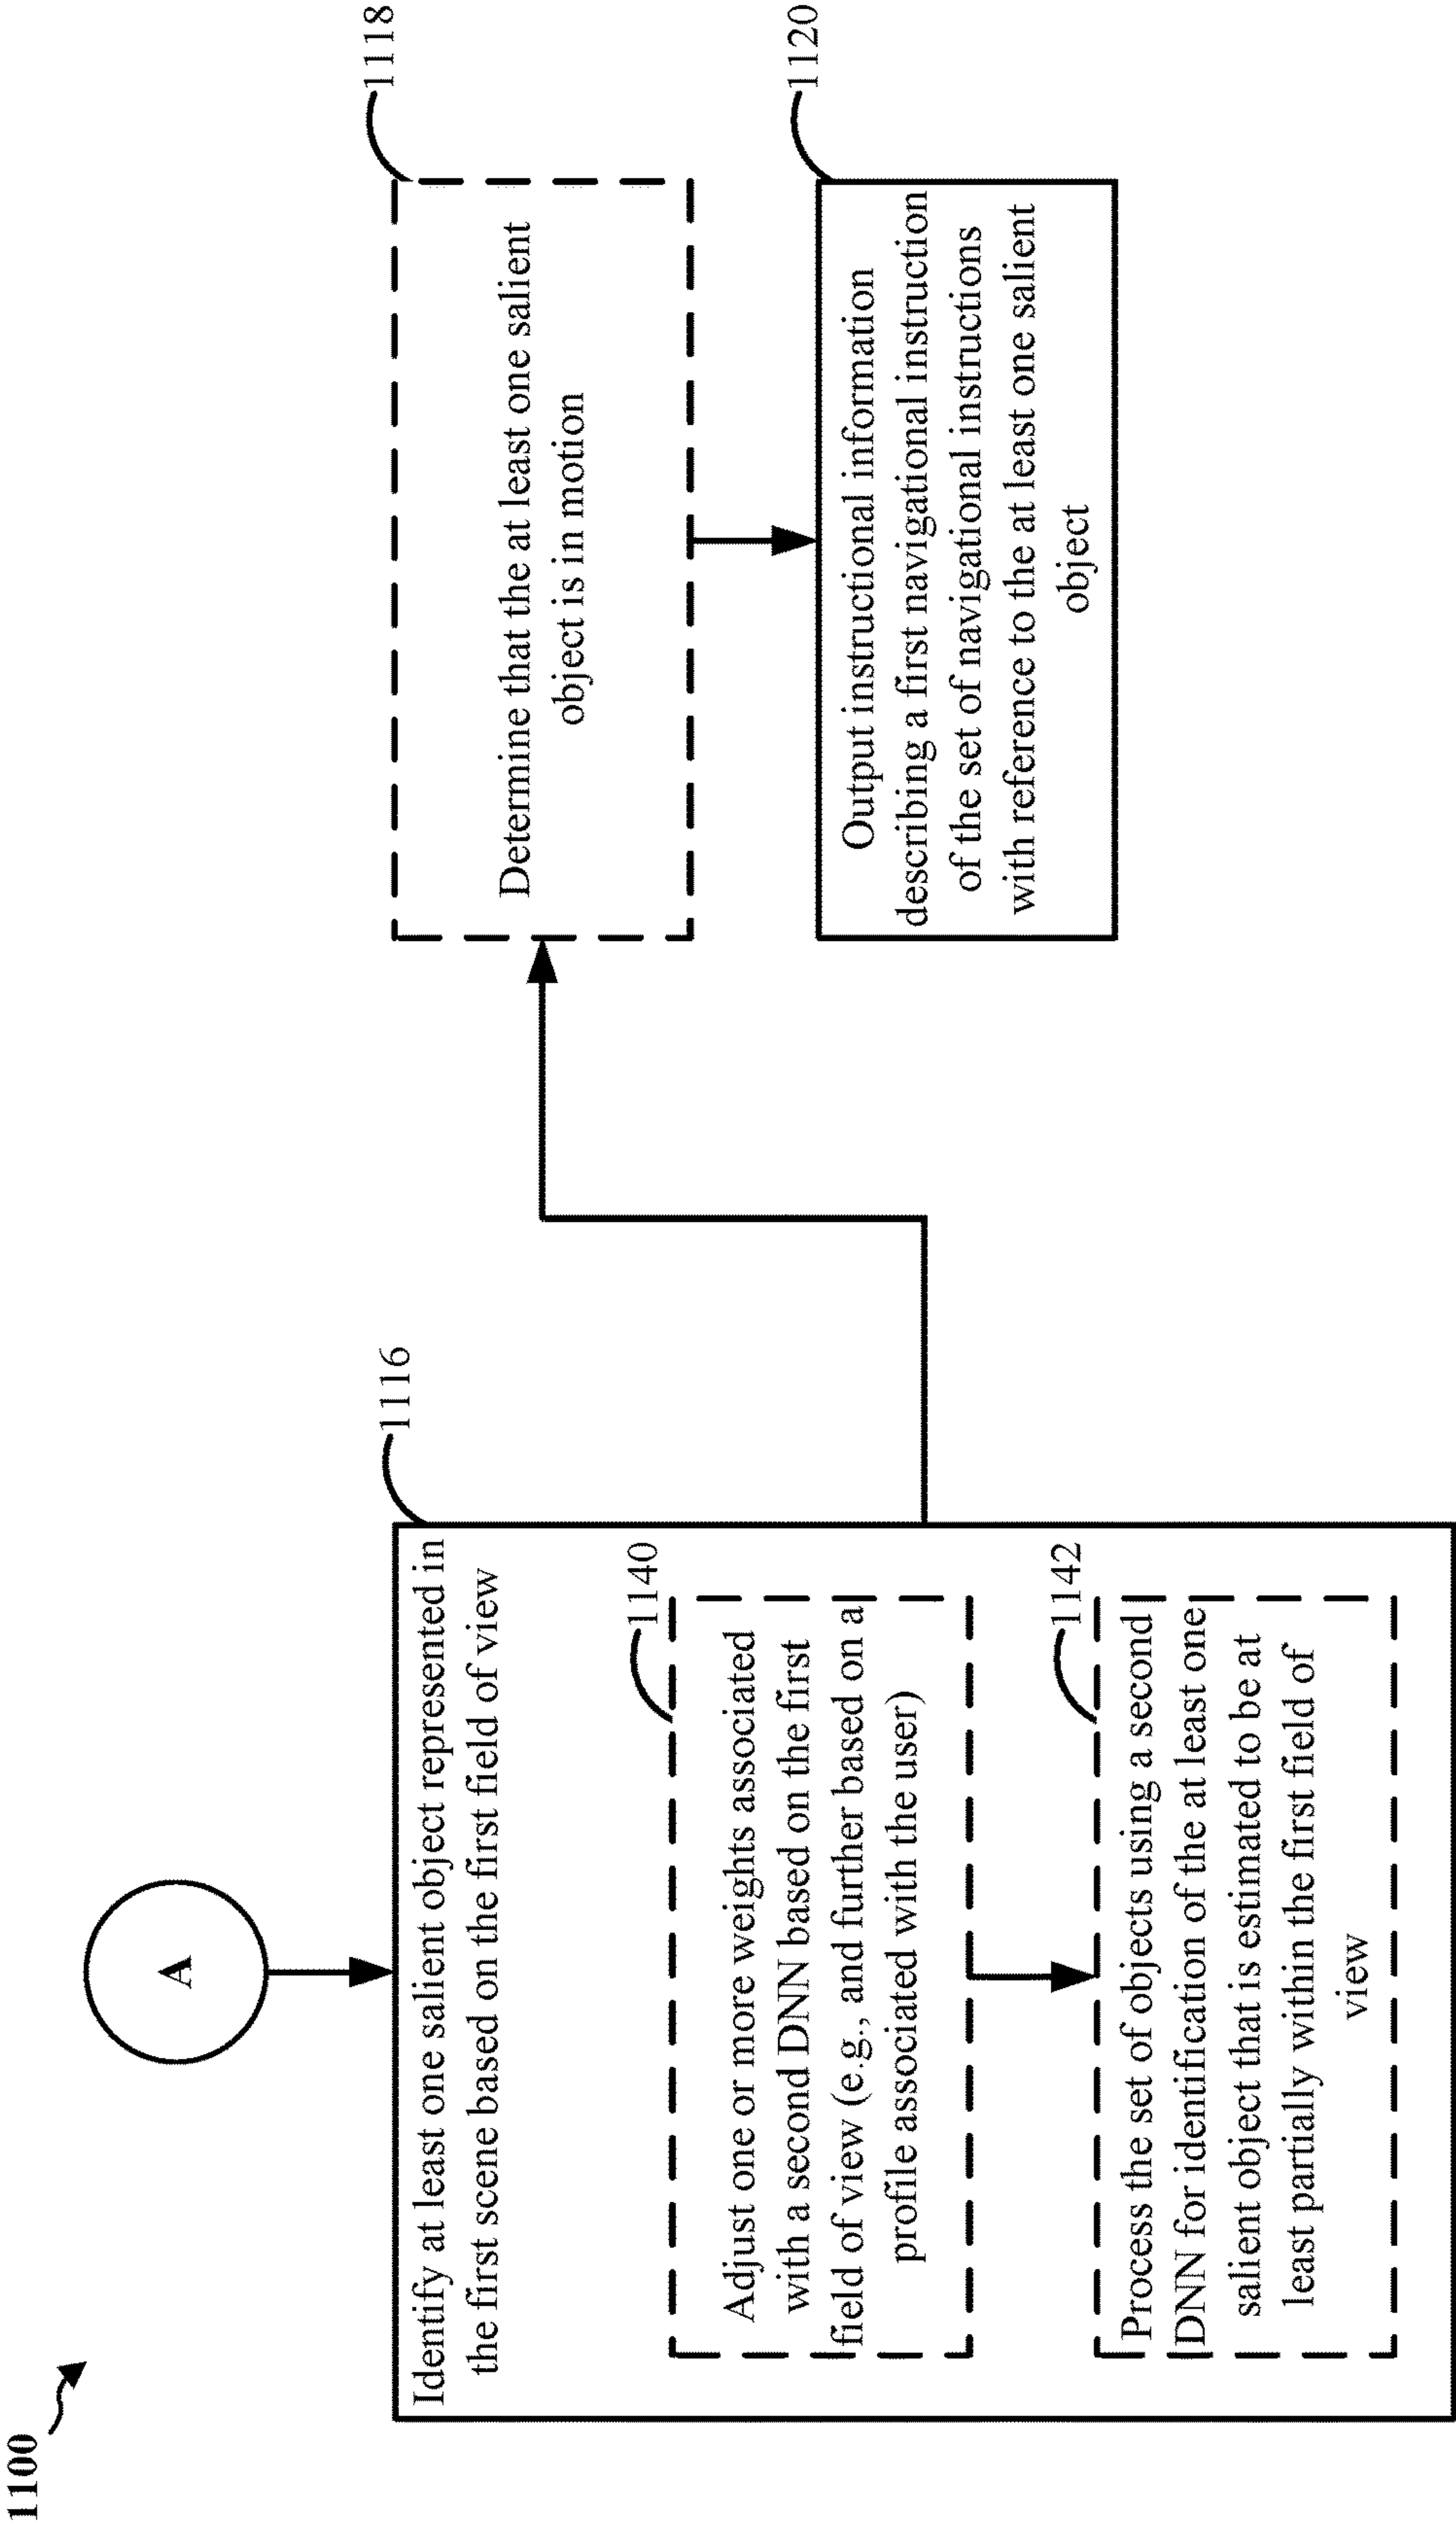 1100
A
1116
Identify at least one salient object represented in
the first scene based on the first field of view
1140
Adjust one or more weights associated
with a second DNN based on the first
field of view (e.g., and further based on a
profile associated with the user)
1142
Process the set of objects using a second
DNN for identification of the at least one
salient object that is estimated to be at
least partially within the first field of
view
1118
Determine that the at least one salient
object is in motion
1120
Output instructional information
describing a first navigational instruction
of the set of navigational instructions
with reference to the at least one salient
object